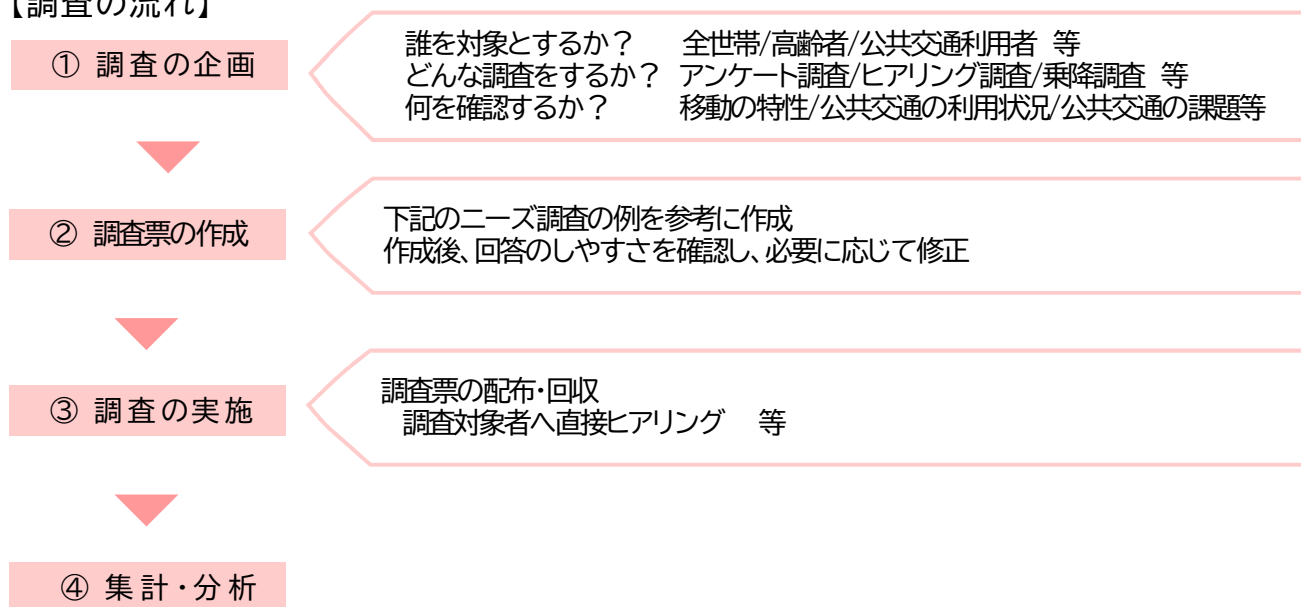 【調査の流れ】
① 調査の企画
誰を対象とするか？ 全世帯/高齢者/公共交通利用者 等
どんな調査をするか？ アンケート調査/ヒアリング調査/乗降調査 等
何を確認するか？ 移動の特性/公共交通の利用状況/公共交通の課題等
② 調査票の作成
下記のニーズ調査の例を参考に作成
作成後、回答のしやすさを確認し、必要に応じて修正
③ 調査の実施
調査票の配布・回収
調査対象者へ直接ヒアリング 等
④ 集計・分析